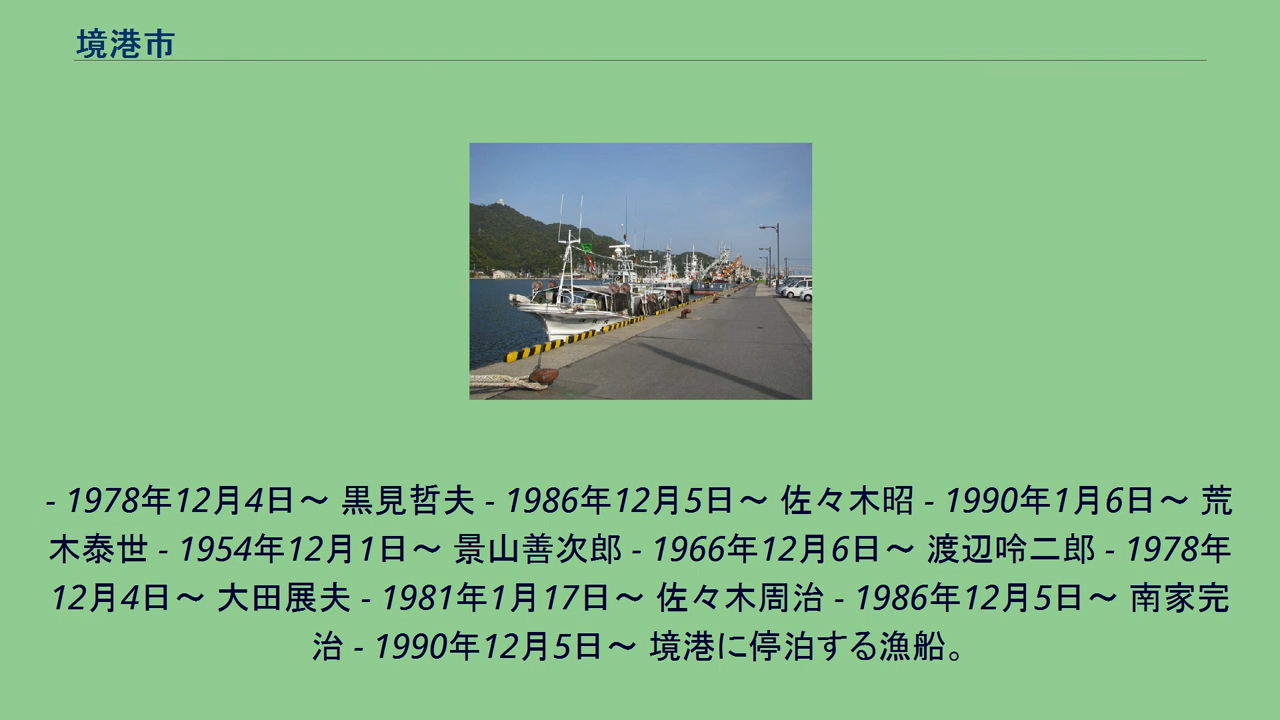 境港市
- 1978年12月4日〜 黒見哲夫 - 1986年12月5日〜 佐々木昭 - 1990年1月6日〜 荒
木泰世 - 1954年12月1日〜 景山善次郎 - 1966年12月6日〜 渡辺呤二郎 - 1978年
12月4日〜 大田展夫 - 1981年1月17日〜 佐々木周治 - 1986年12月5日〜 南家完
治 - 1990年12月5日〜 境港に停泊する漁船。